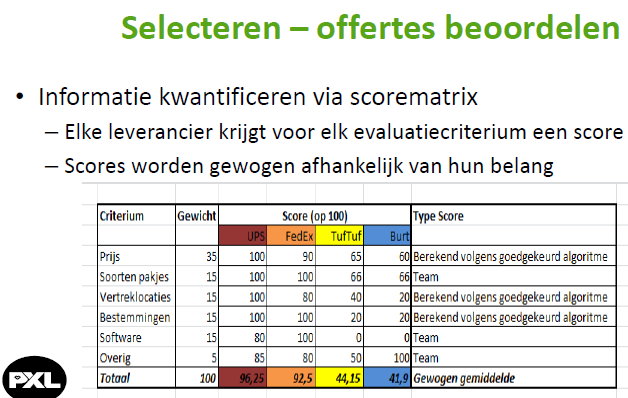 Selecteren – offertes beoordelen
• Informatie kwantificeren via scorematrix
– Elke leverancier krijgt voor elk evaluatiecriterium een score
– Scores worden gewogen afhankelijk van hun belang
Criterium Gewicht Score (op 100) Type Score
UPS FedEx TufTuf Burt
Prijs 35 100 90 65 60 Berekend volgens goedgekeurd algoritme
Soorten pakjes 15 100 100 66 66 Team
Vertreklocaties 15 100 80 40 20 Berekend volgens goedgekeurd algoritme
Bestemmingen 15 100 100 20 20 Berekend volgens goedgekeurd algoritme
Software 15 80 100 0 0 Team
Overig 5 85 80 50 100 Team
Totaal 100 96,25 92,5 44,15 41,9 Gewogen gemiddelde
PXL